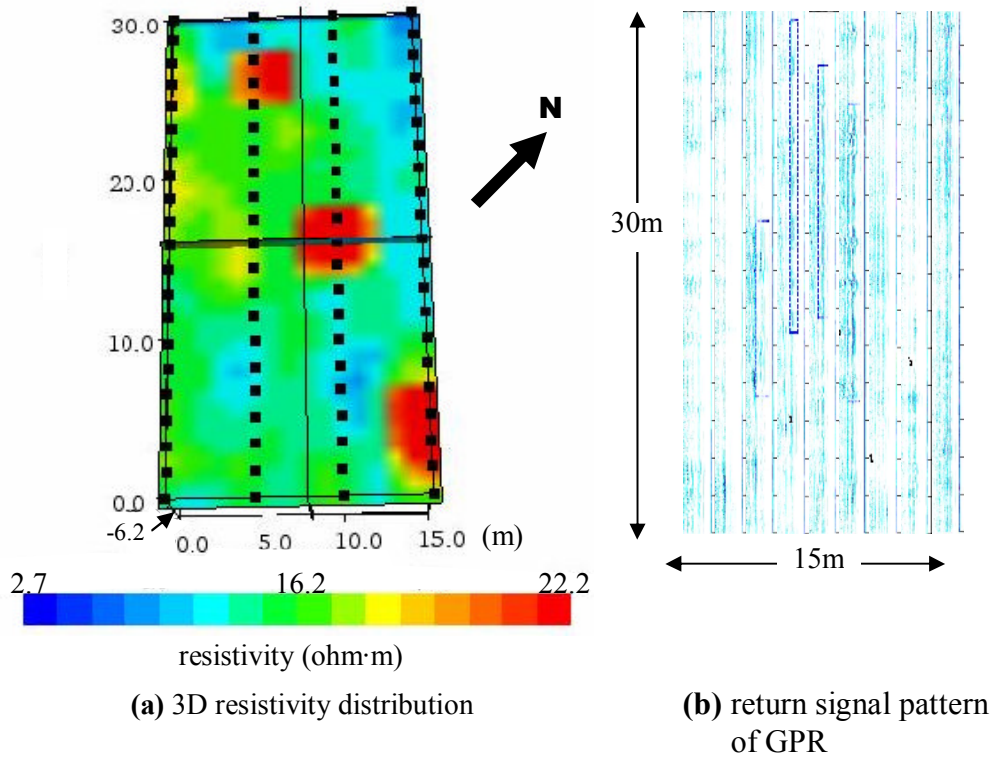 30.0
20.0
10.0
0.0
-6.2
0.0 5.0 10.0 15.0 (m)
N
2.7 16.2 22.2
resistivity (ohm·m)
(a) 3D resistivity distribution
30m
15m
(b) return signal pattern
of GPR